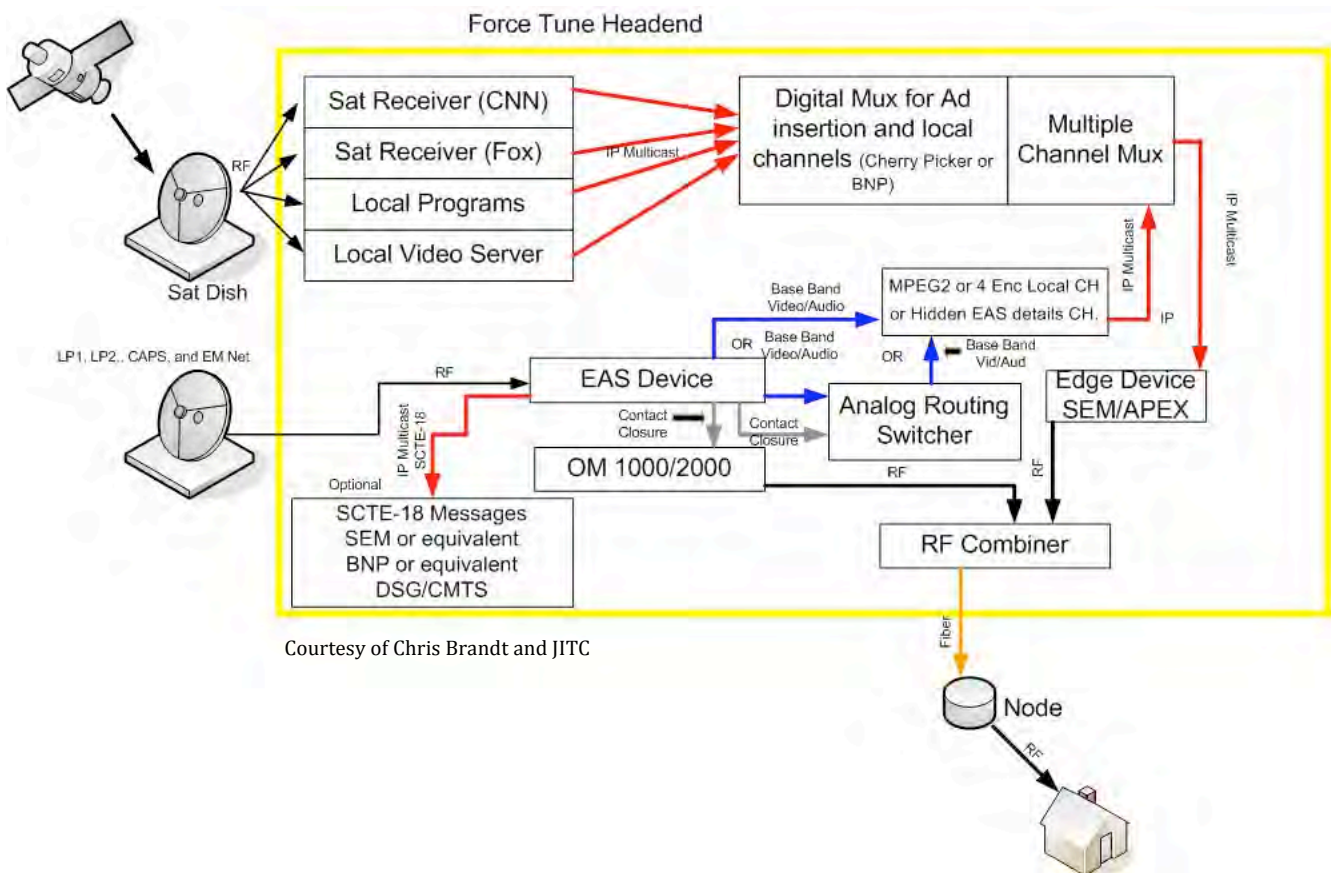 Force Tune Headend
Sat Receiver (CNN)
Sat Receiver (Fox)
Local Programs
Local Video Server
RF
Sat Dish
IP Multicast
Digital Mux for Ad
insertion and local
channels (Cherry Picker or
BNP)
Multiple
Channel Mux
IP Multicast
IP Multicast
IP
MPEG2 or 4 Enc Local CH
or Hidden EAS details CH.
Base Band
Video/Audio
OR
Base Band
Video/Audio
OR
Base Band
Vid/Aud
LP1, LP2.. CAPS, and EM Net
RF
EAS Device
Contact
Closure
Contact
Closure
Analog Routing
Switcher
Edge Device
SEM/APEX
OM 1000/2000
RF
RF
RF Combiner
IP Multicast
SCTE-18
Optional
SCTE-18 Messages
SEM or equivalent
BNP or equivalent
DSG/CMTS
Courtesy of Chris Brandt and JITC
Fiber
Node
RF